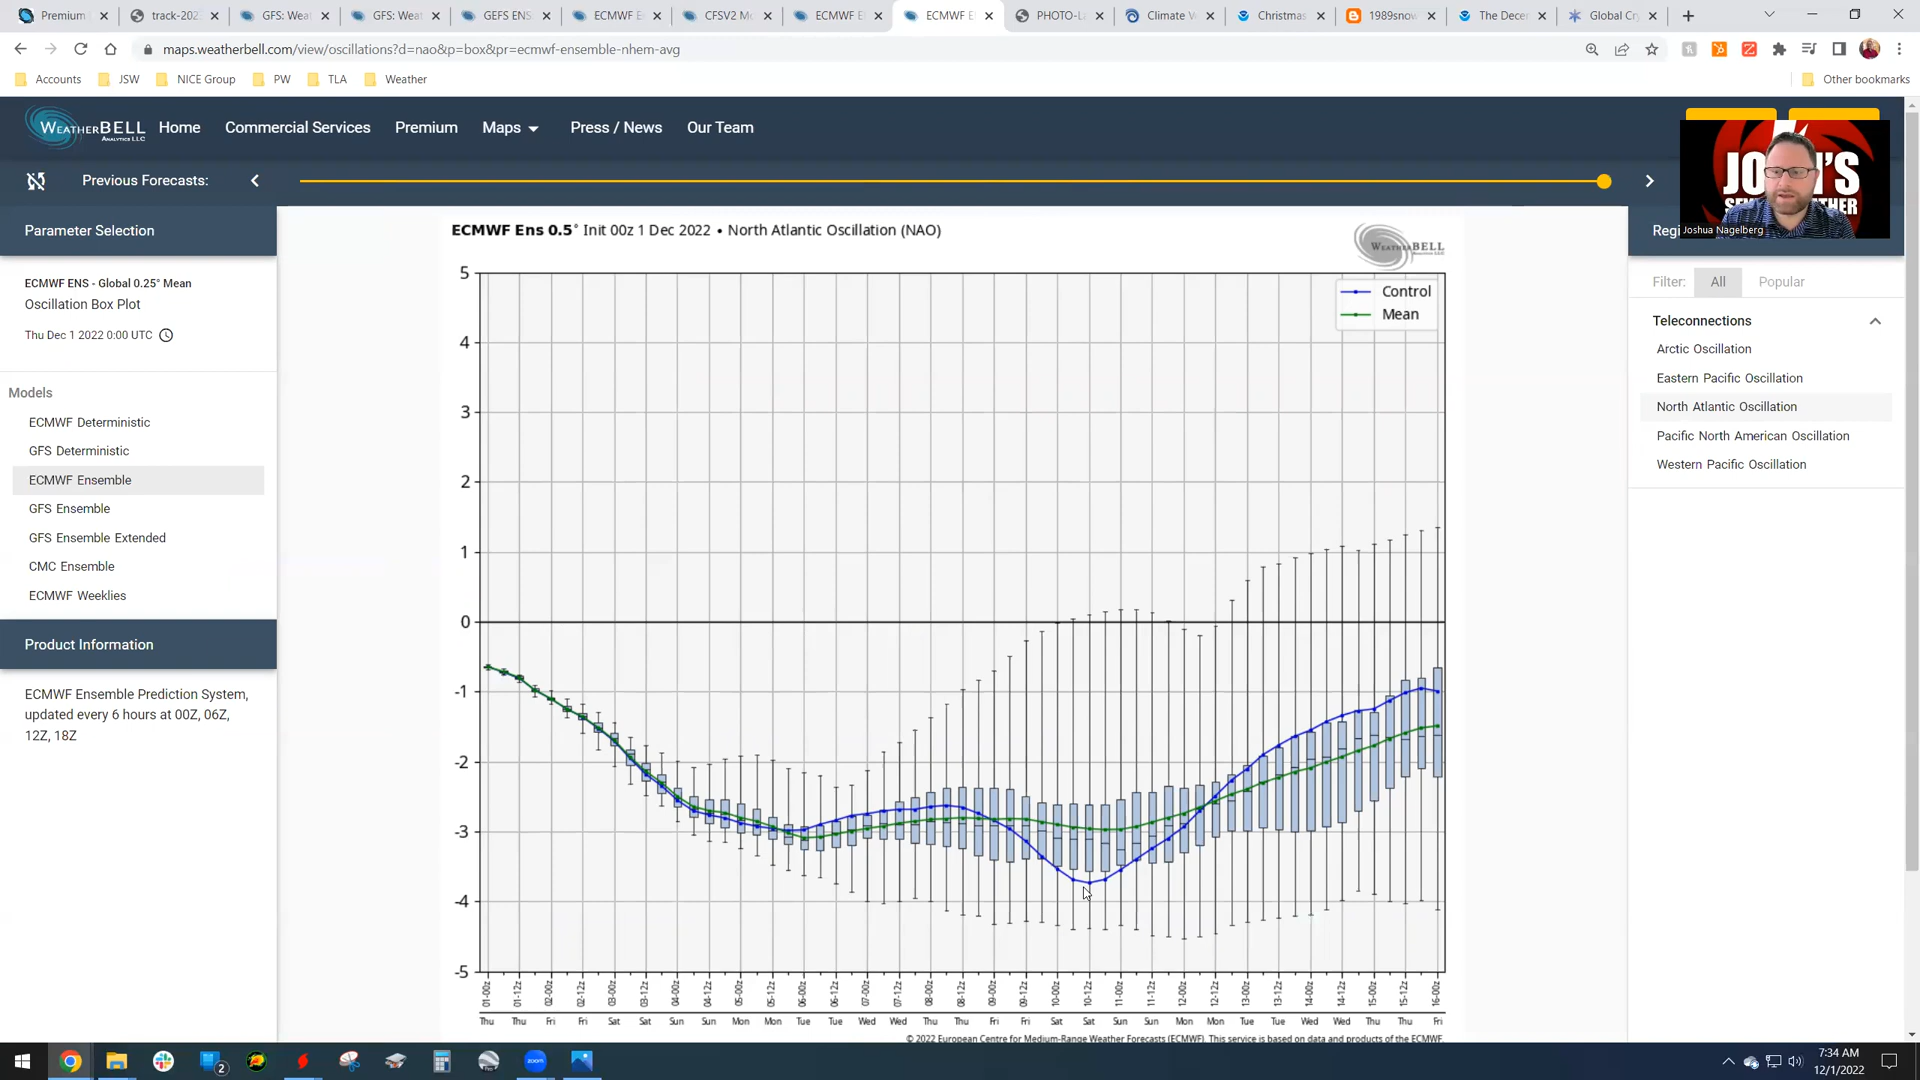 Premium
track-202
GFS: Wea
GFS: Weat
GEFS ENS
ECMWF E
CFSV2 M
ECMWF E
ECMWF E
PHOTO-L
Climate
Christmas
1989snow
The Dece
Global Cr
maps.weatherbell.com/view/oscillations?d=nao&p=box&pr=ecmwf-ensemble-nhem-avg
Accounts
JSW
NICE Group
PW
TLA
Weather
Other bookmarks
WEATHERBELL
ANALYTICS LLC
Home
Commercial Services
Premium
Maps
Press / News
Our Team
Previous Forecasts:
JO 'S
SE WEATHER
Joshua Nagelberg
Parameter Selection
ECMWF ENS - Global 0.25° Mean
Oscillation Box Plot
Thu Dec 1 2022 0:00 UTC
Models
ECMWF Deterministic
GFS Deterministic
ECMWF Ensemble
GFS Ensemble
GFS Ensemble Extended
CMC Ensemble
ECMWF Weeklies
Product Information
ECMWF Ensemble Prediction System,
updated every 6 hours at 00Z, 06Z,
12Z, 18Z
ECMWF Ens 0.5° Init 00z 1 Dec 2022 • North Atlantic Oscillation (NAO)
WEATHERBELL
Control
Mean
5
4
3
2
1
0
-1
-2
-3
-4
-5
01-00z 01-12z 02-00z 02-12z 03-00z 03-12z 04-00z 04-12z 05-00z 05-12z 06-00z 06-12z 07-00z 07-12z 08-00z 08-12z 09-00z 09-12z 10-00z 10-12z 11-00z 11-12z 12-00z 12-12z 13-00z 13-12z 14-00z 14-12z 15-00z 15-12z 16-00z
Thu Thu Fri Fri Sat Sat Sun Sun Mon Mon Tue Tue Wed Wed Thu Thu Fri Fri Sat Sat Sun Sun Mon Mon Tue Tue Wed Wed Thu Thu Fri
© 2022 European Centre for Medium-Range Weather Forecasts (ECMWF). This service is based on data and products of the ECMWF.
Regi
Filter:
All
Popular
Teleconnections
Arctic Oscillation
Eastern Pacific Oscillation
North Atlantic Oscillation
Pacific North American Oscillation
Western Pacific Oscillation
2
zoom
7:34 AM
12/1/2022